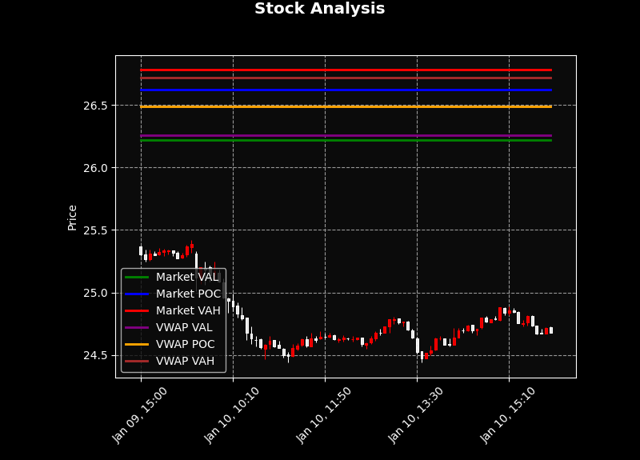 Stock Analysis
Price
26.5
26.0
25.5
25.0
24.5
Market VAL
Market POC
Market VAH
VWAP VAL
VWAP POC
VWAP VAH
Jan 09, 15:00
Jan 10, 10:10
Jan 10, 11:50
Jan 10, 13:30
Jan 10, 15:10